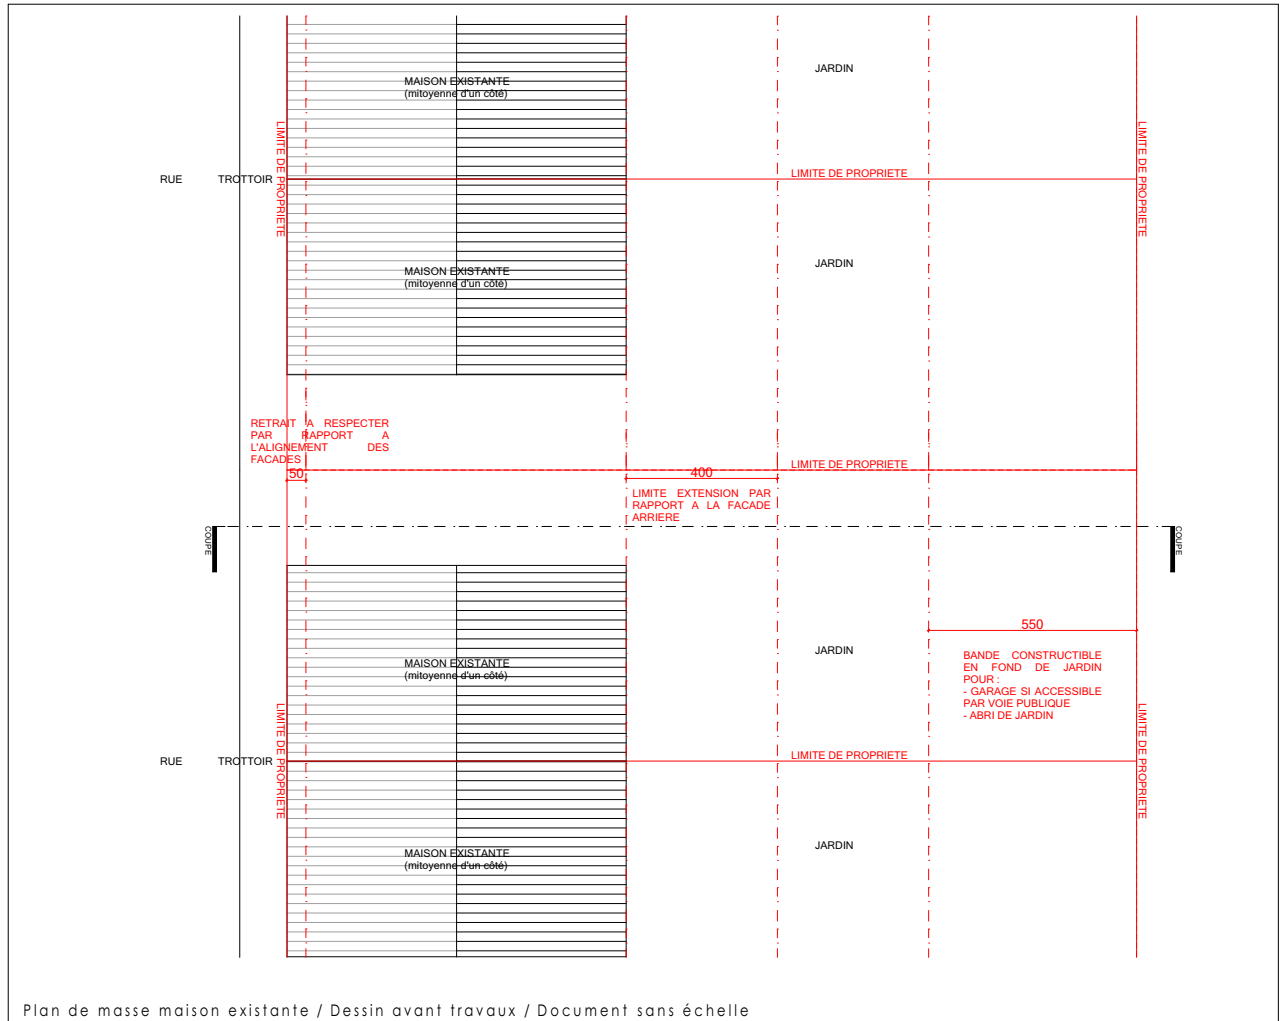 MAISON EXISTANTE
(mitoyenne d'un côté)
JARDIN
LIMITE DE PROPRIETE
LIMITE DE PROPRIETE
RUE
TROTTOIR
LIMITE DE PROPRIETE
MAISON EXISTANTE
(mitoyenne d'un côté)
JARDIN
RETRAIT A RESPECTER
PAR RAPPORT A
L'ALIGNEMENT DES
FACADES
50
400
LIMITE DE PROPRIETE
LIMITE EXTENSION PAR
RAPPORT A LA FACADE
ARRIERE
COUPE
COUPE
550
JARDIN
BANDE CONSTRUCTIBLE
EN FOND DE JARDIN
POUR :
- GARAGE SI ACCESSIBLE
PAR VOIE PUBLIQUE
- ABRI DE JARDIN
MAISON EXISTANTE
(mitoyenne d'un côté)
LIMITE DE PROPRIETE
LIMITE DE PROPRIETE
RUE
TROTTOIR
LIMITE DE PROPRIETE
MAISON EXISTANTE
(mitoyenne d'un côté)
JARDIN
Plan de masse maison existante / Dessin avant travaux / Document sans échelle